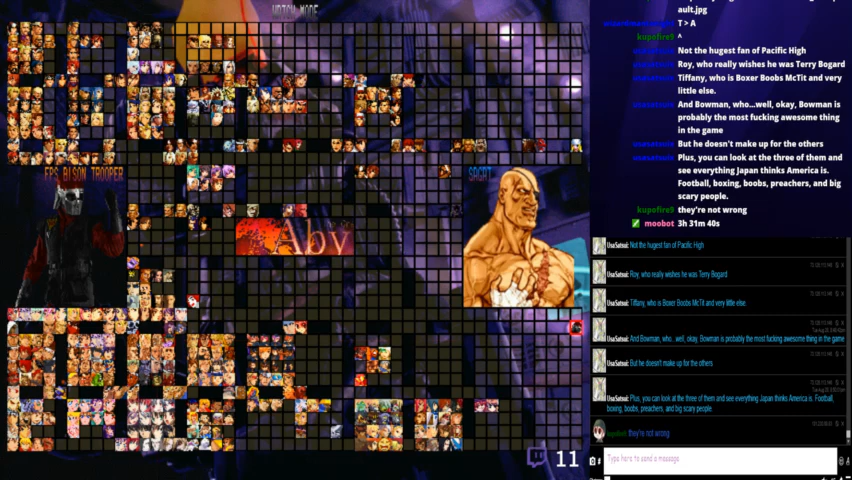 WATCH MODE
FPS BISON TROOPER
SAGAT
Aby
11
ault.jpg
T > A
kupofire9 ^
usasatsuin Not the hugest fan of Pacific High
Roy, who really wishes he was Terry Bogard
Tiffany, who is Boxer Boobs McTit and very
little else.
And Bowman, who...well, okay, Bowman is
probably the most fucking awesome thing
in the game
But he doesn't make up for the others
Plus, you can look at the three of them and
see everything Japan thinks America is.
Football, boxing, boobs, preachers, and big
scary people.
kupofire9 they're not wrong
moobot 3h 31m 40s
UsaSatsui: Not the hugest fan of Pacific High
UsaSatsui: Roy, who really wishes he was Terry Bogard
UsaSatsui: Tiffany, who is Boxer Boobs McTit and very little else.
UsaSatsui: And Bowman, who...well, okay, Bowman is probably the most fucking awesome thing in the game
UsaSatsui: But he doesn't make up for the others
UsaSatsui: Plus, you can look at the three of them and see everything Japan thinks America is. Football,
boxing, boobs, preachers, and big scary people.
they're not wrong
Type here to send a message